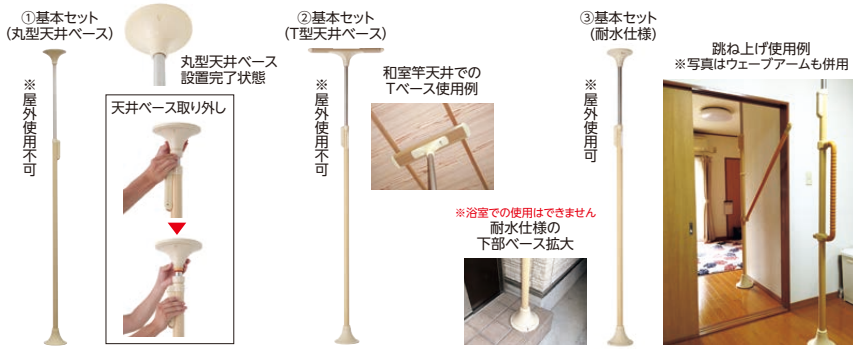 ①基本セット
(丸型天井ベース)
※屋外使用不可
丸型天井ベース
設置完了状態
天井ベース取り外し
②基本セット
(T型天井ベース)
※屋外使用不可
和室竿天井での
Tベース使用例
※浴室での使用はできません
耐水仕様の
下部ベース拡大
③基本セット
(耐水仕様)
※屋外使用可
跳ね上げ使用例
※写真はウェーブアームも併用